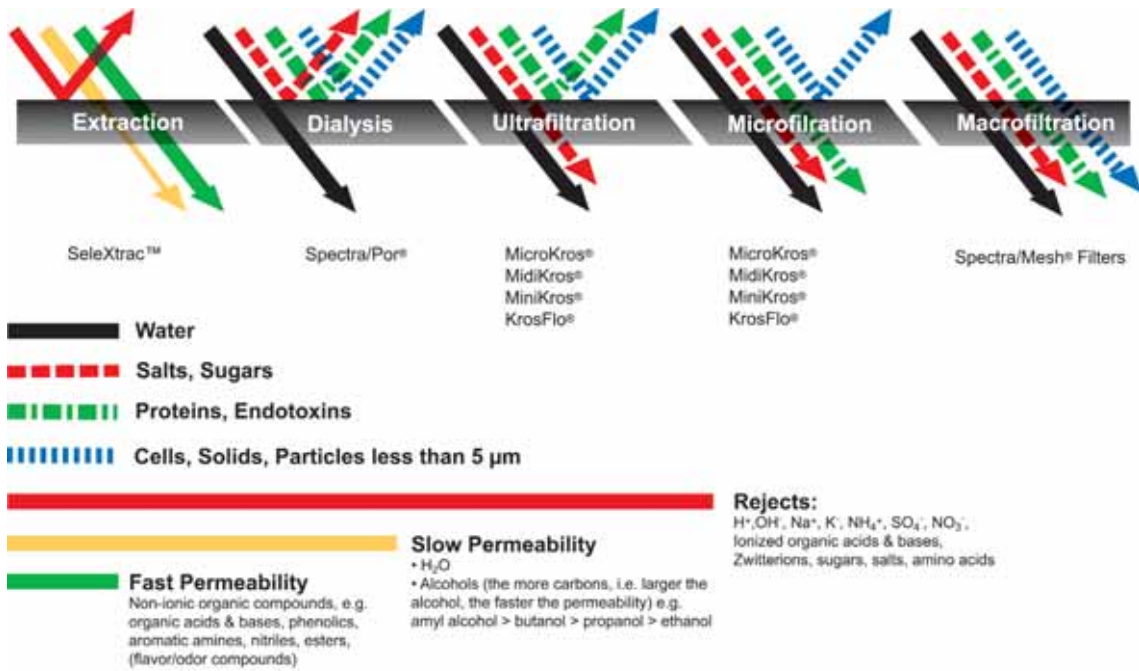 Extraction
Dialysis
Ultrafiltration
Microfilration
Macrofiltration
SeleXtrac™
Spectra/Por®
MicroKros®
MidiKros®
MiniKros®
KrosFlo®
MicroKros®
MidiKros®
MiniKros®
KrosFlo®
Spectra/Mesh® Filters
Water
Salts, Sugars
Proteins, Endotoxins
Cells, Solids, Particles less than 5 µm
Rejects:
H⁺,OH⁻, Na⁺, K⁻, NH₄⁺, SO₄⁻, NO₃⁻,
Ionized organic acids & bases,
Zwitterions, sugars, salts, amino acids
Slow Permeability
• H₂O
• Alcohols (the more carbons, i.e. larger the
alcohol, the faster the permeability) e.g.
amyl alcohol > butanol > propanol > ethanol
Fast Permeability
Non-ionic organic compounds, e.g.
organic acids & bases, phenolics,
aromatic amines, nitriles, esters,
(flavor/odor compounds)